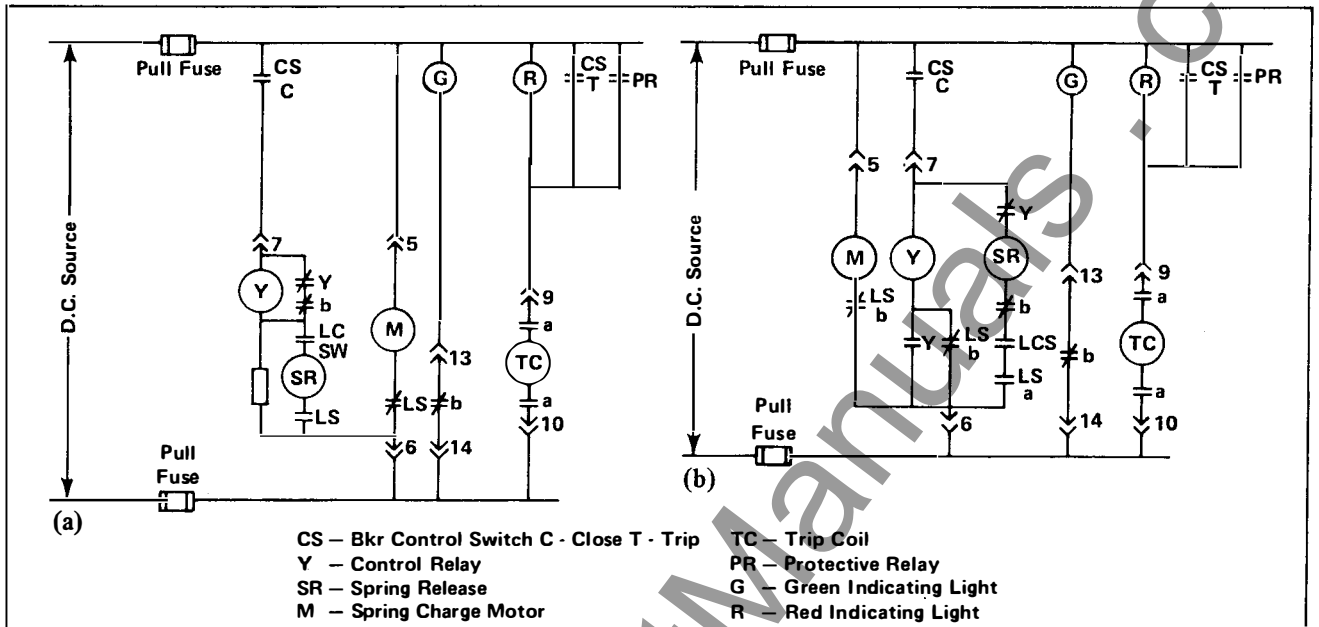 Pull Fuse
CS
C
G
R
CS
T
PR
D.C. Source
7
5
Y
Y
b
LC
SW
SR
LS
M
LS
13
b
9
a
TC
a
10
6
14
Pull
Fuse
(a)
Pull Fuse
CS
C
G
R
CS
T
PR
D.C. Source
5
7
Y
M
Y
SR
LS
b
Y
LS
b
b
LCS
LS
a
13
b
9
a
TC
a
6
14
10
Pull
Fuse
(b)
CS – Bkr Control Switch C - Close T - Trip
Y – Control Relay
SR – Spring Release
M – Spring Charge Motor
TC – Trip Coil
PR – Protective Relay
G – Green Indicating Light
R – Red Indicating Light
Manuals . c